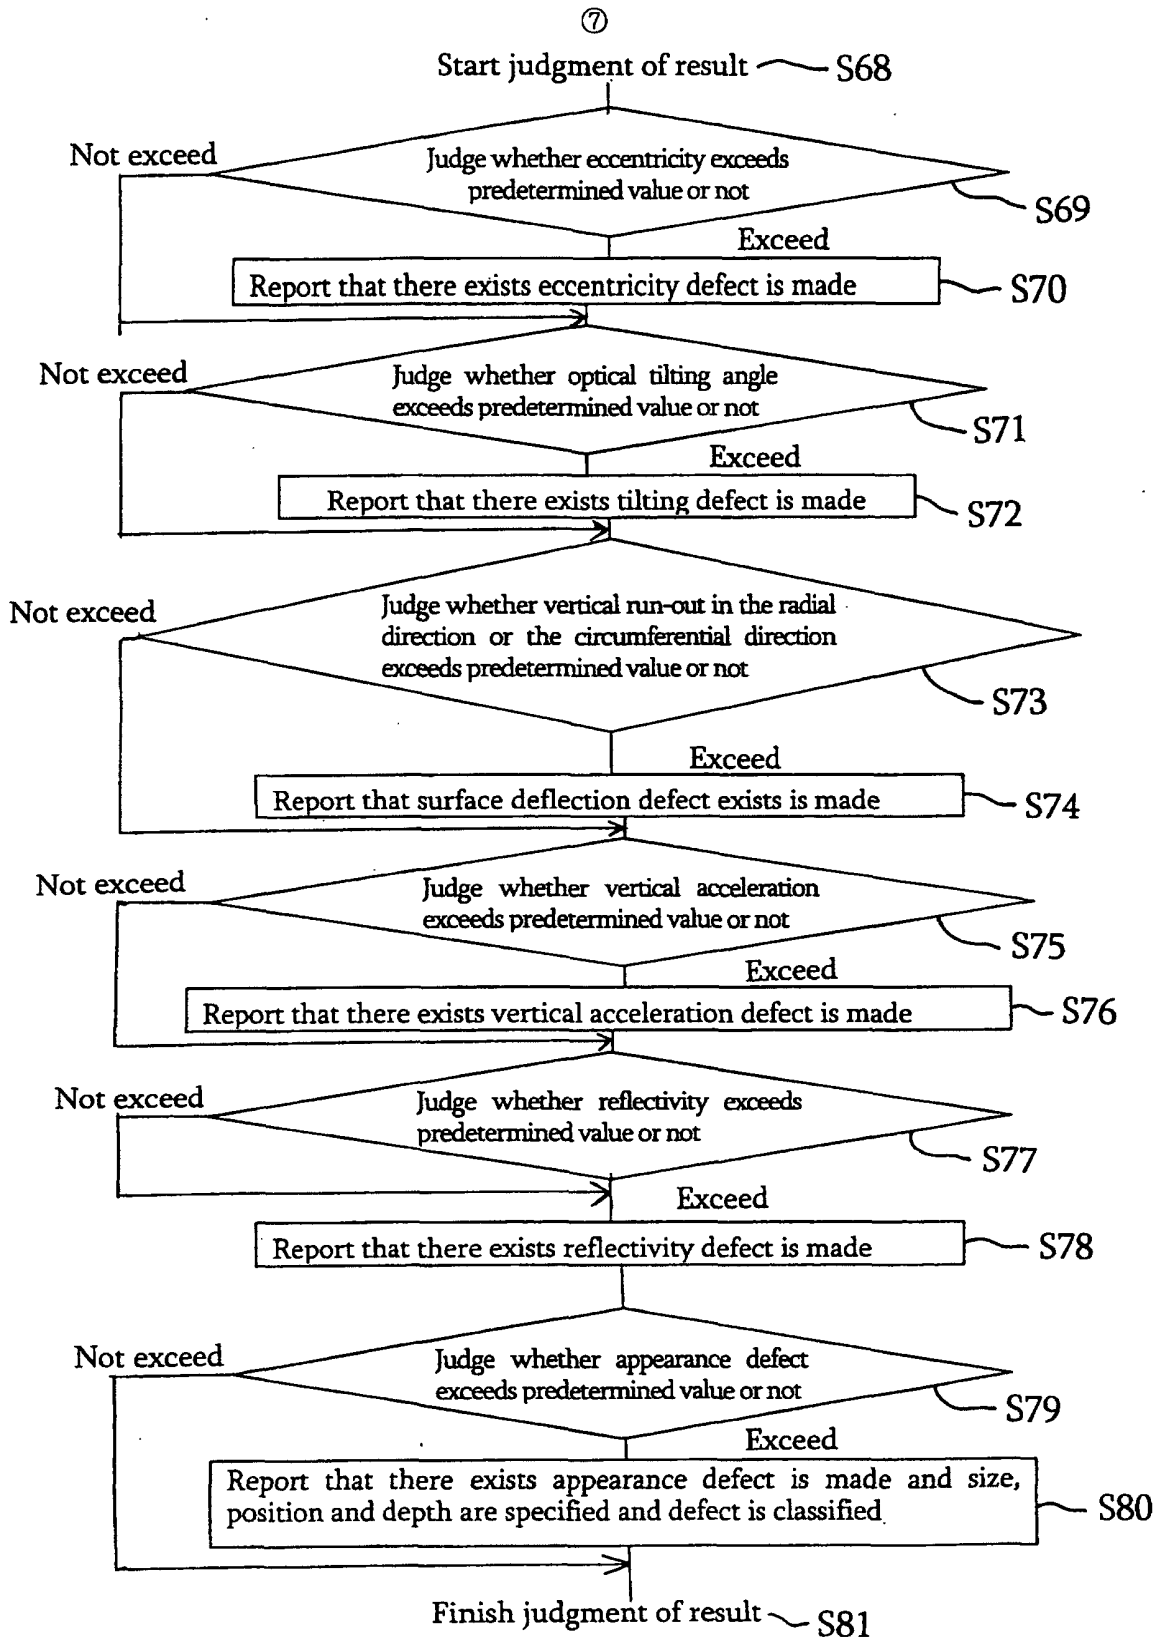 ⑦
Start judgment of result S68
Not exceed
Judge whether eccentricity exceeds
predetermined value or not
S69
Exceed
Report that there exists eccentricity defect is made
S70
Not exceed
Judge whether optical tilting angle
exceeds predetermined value or not
S71
Exceed
Report that there exists tilting defect is made
S72
Not exceed
Judge whether vertical run-out in the radial
direction or the circumferential direction
exceeds predetermined value or not
S73
Exceed
Report that surface deflection defect exists is made
S74
Not exceed
Judge whether vertical acceleration
exceeds predetermined value or not
S75
Exceed
Report that there exists vertical acceleration defect is made
S76
Not exceed
Judge whether reflectivity exceeds
predetermined value or not
S77
Exceed
Report that there exists reflectivity defect is made
S78
Not exceed
Judge whether appearance defect
exceeds predetermined value or not
S79
Exceed
Report that there exists appearance defect is made and size,
position and depth are specified and defect is classified
S80
Finish judgment of result S81